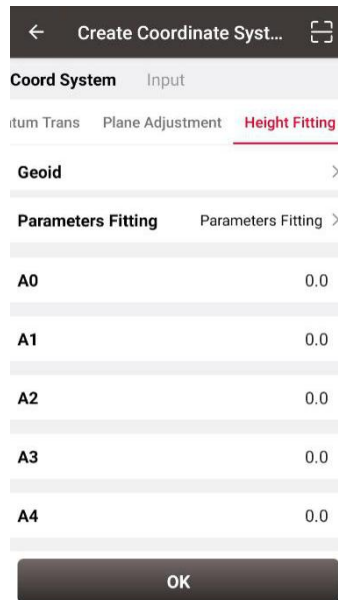 Create Coordinate Syst...
Coord System Input
tum Trans Plane Adjustment Height Fitting
Geoid
Parameters Fitting Parameters Fitting
A0 0.0
A1 0.0
A2 0.0
A3 0.0
A4 0.0
OK